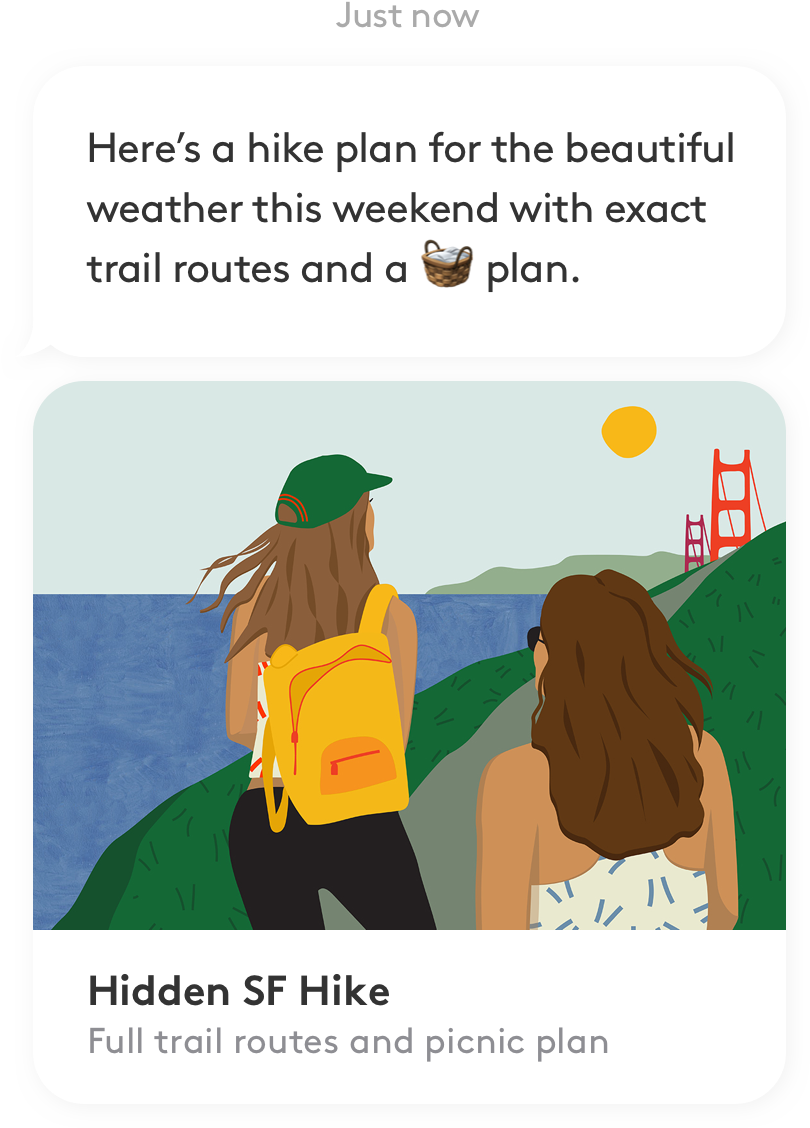 Just now
Here’s a hike plan for the beautiful
weather this weekend with exact
trail routes and a 🧺 plan.
Hidden SF Hike
Full trail routes and picnic plan